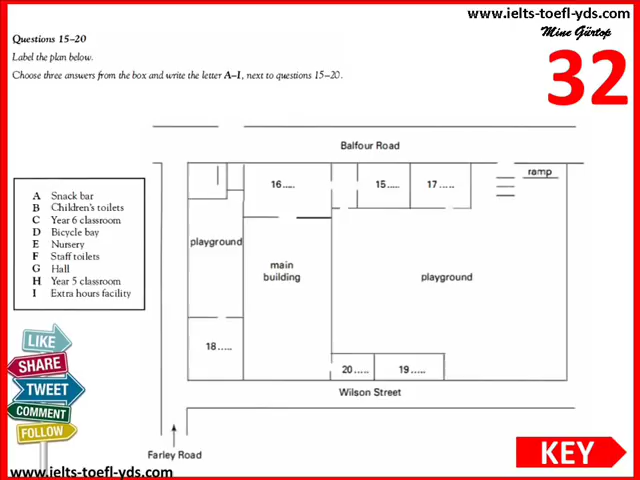 www.ielts-toefl-yds.com
Mine Gürtop
Questions 15–20
Label the plan below.
Choose three answers from the box and write the letter A–I, next to questions 15–20.
32
Balfour Road
ramp
16.....
15.....
17.....
A Snack bar
B Children's toilets
C Year 6 classroom
D Bicycle bay
E Nursery
F Staff toilets
G Hall
H Year 5 classroom
I Extra hours facility
playground
main
building
playground
18.....
20.....
19.....
Wilson Street
Farley Road
LIKE
SHARE
TWEET
COMMENT
FOLLOW
KEY
www.ielts-toefl-yds.com